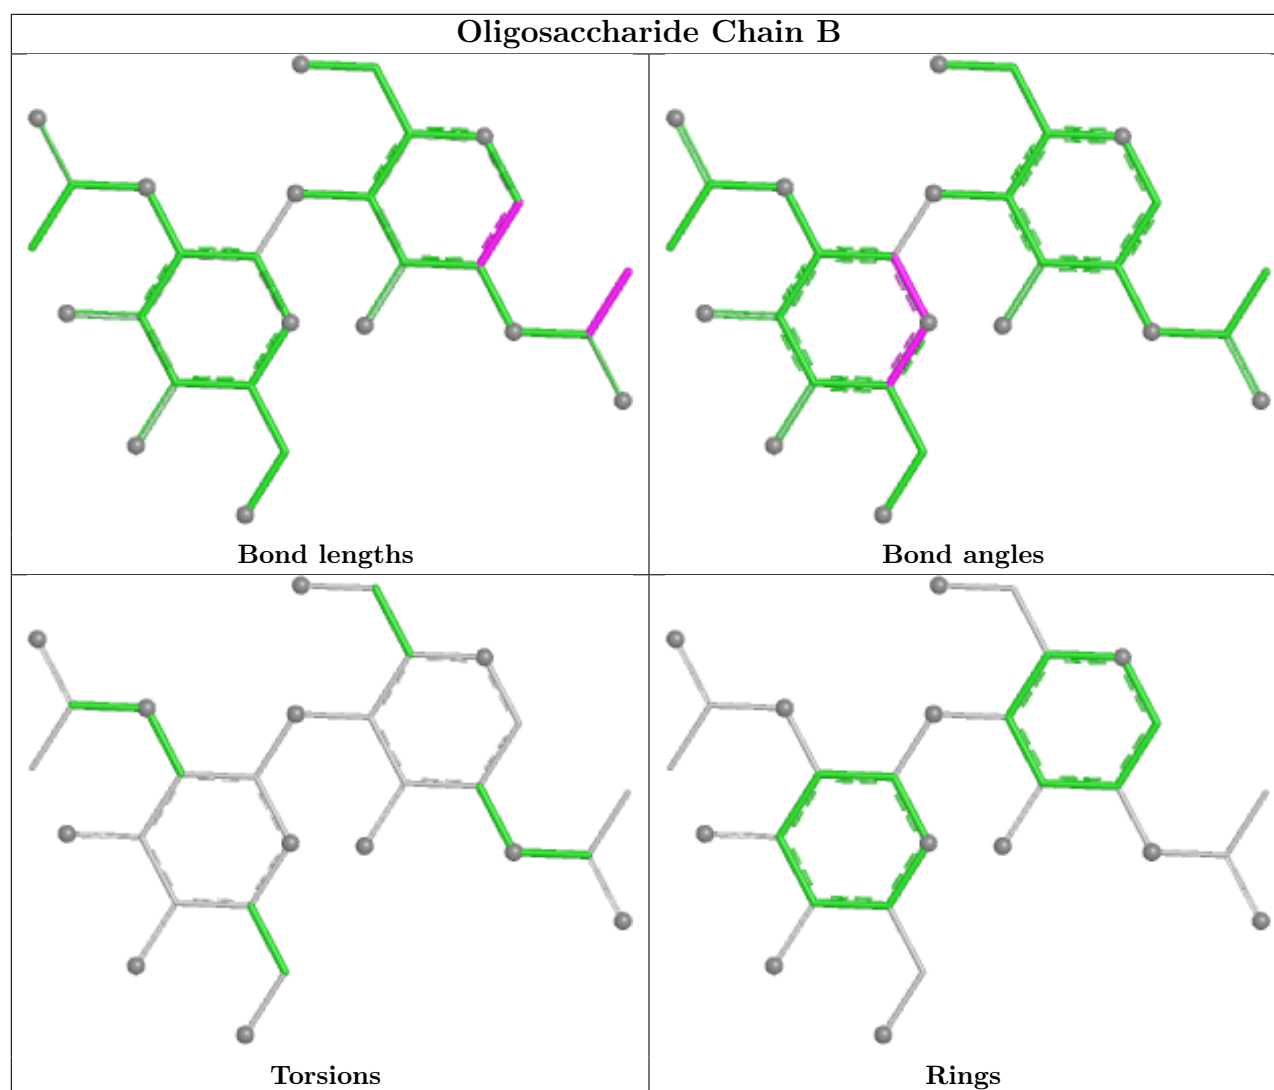 Oligosaccharide Chain B
Bond lengths
Bond angles
Torsions
Rings